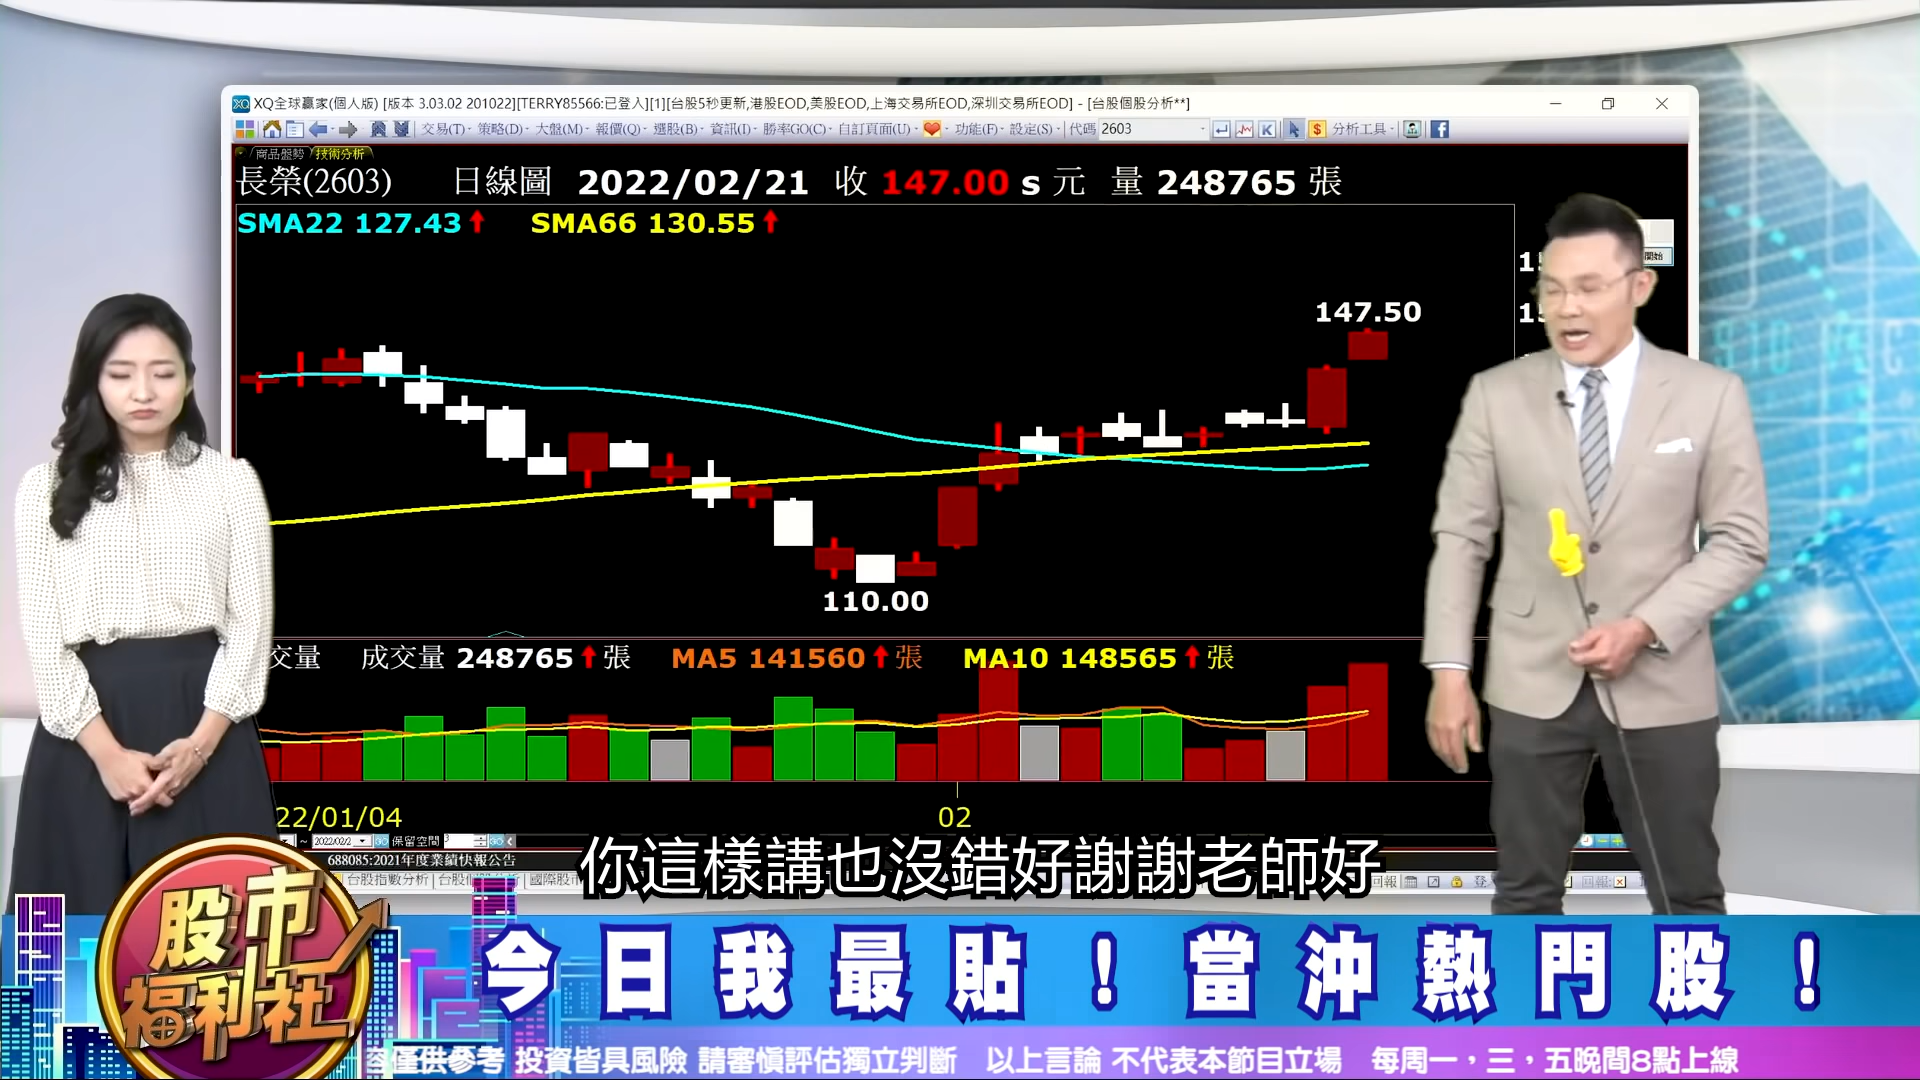 XQ全球贏家(個人版) [版本 3.03.02 201022][TERRY85566:已登入][1][台股5秒更新,港股EOD,美股EOD,上海交易所EOD,深圳交易所EOD] - [台股個股分析**]
交易(T) 策略(D) 大盤(M) 報價(Q) 選股(B) 資訊(I) 勝率GO(C) 自訂頁面(U) 功能(F) 設定(S) 代碼 2603 分析工具
商品盤勢 技術分析
長榮(2603) 日線圖 2022/02/21 收 147.00 s 元 量 248765 張
SMA22 127.43 SMA66 130.55
開始
147.50
110.00
交量 成交量 248765 張 MA5 141560 張 MA10 148565 張
22/01/04 02
保留空間
688085:2021年度業績快報公告
台股指數分析
你這樣講也沒錯好謝謝老師好
股市
福利社
今日我最貼！當沖熱門股！
僅供參考 投資皆具風險 請審慎評估獨立判斷 以上言論 不代表本節目立場 每周一，三，五晚間8點上線